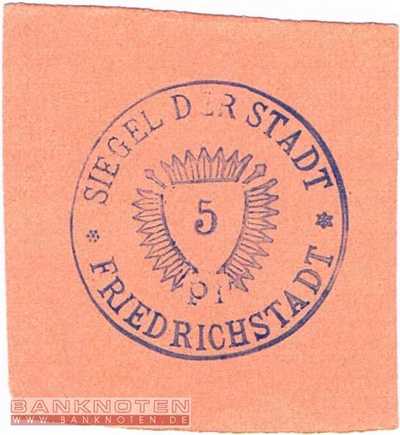 SIEGEL DER STADT
5
pf
* FRIEDRICHSTADT *
BANKNOTEN
WWW.BANKNOTEN.DE